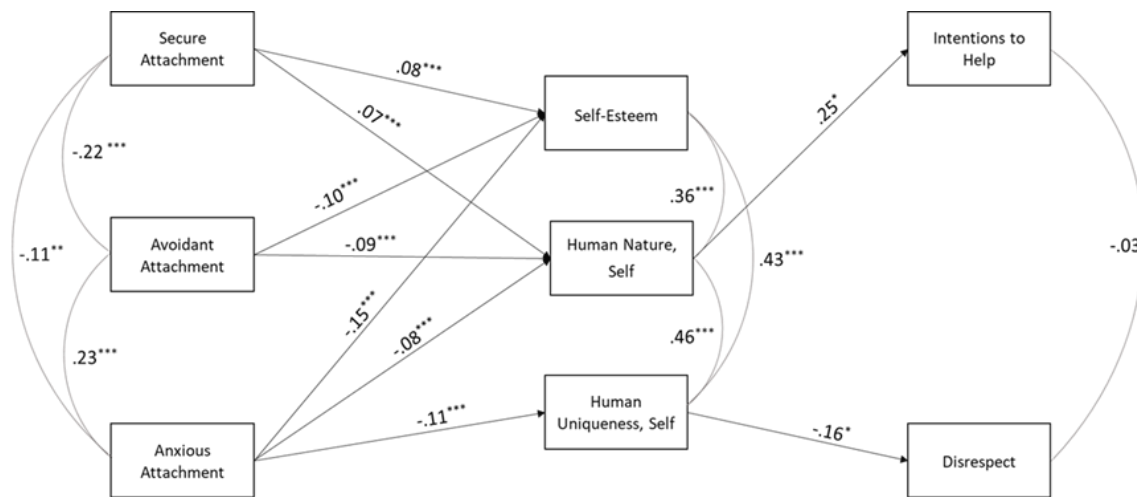 Secure
Attachment
Intentions to
Help
.08***
Self-Esteem
.07***
.25*
-.22 ***
-.10***
.36***
Avoidant
Attachment
-.09***
Human Nature,
Self
-.11**
.43***
-.03
-.15***
-.08***
.23***
.46***
-.11***
Human
Uniqueness, Self
-.16*
Anxious
Attachment
Disrespect